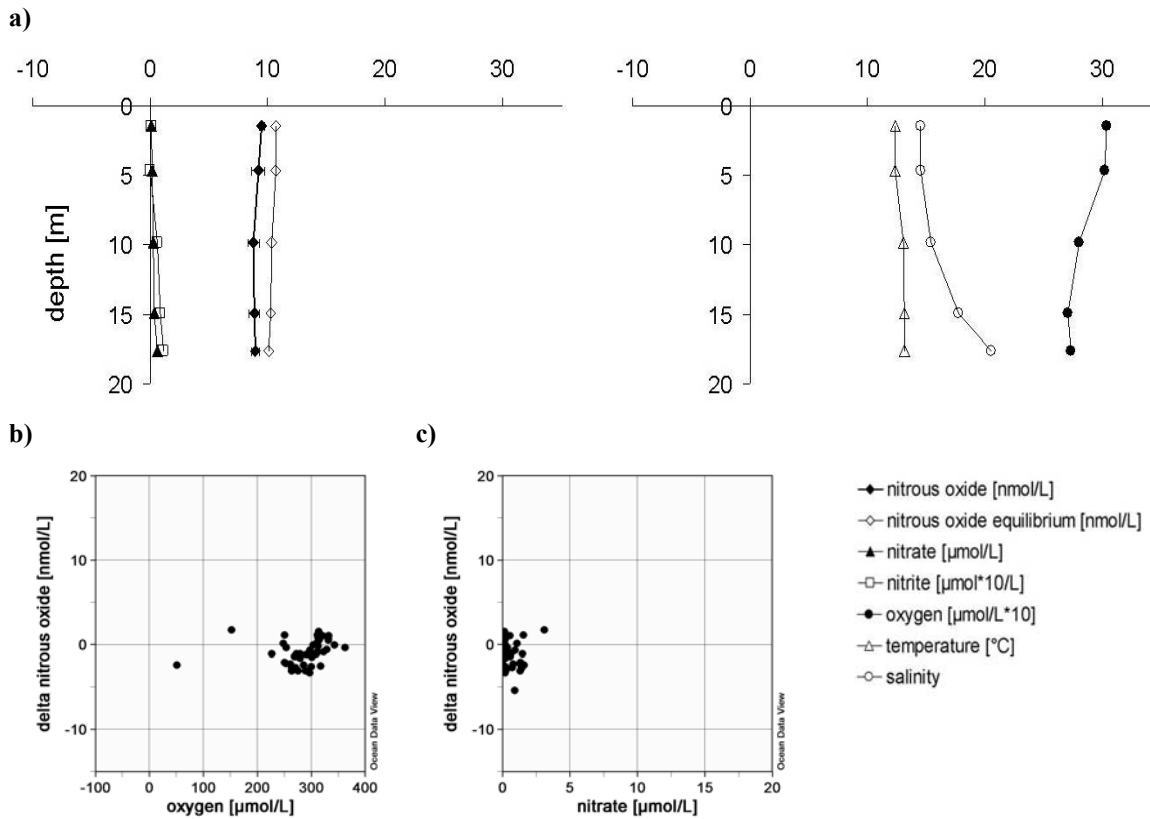 a)
-10 0 10 20 30
-10 0 10 20 30
0
5
10
15
20
depth [m]
0
5
10
15
20
b)
20
10
0
-10
delta nitrous oxide [nmol/L]
-100 0 100 200 300 400
oxygen [µmol/L]
Ocean Data View
c)
20
10
0
-10
delta nitrous oxide [nmol/L]
0 5 10 15 20
nitrate [µmol/L]
Ocean Data View
nitrous oxide [nmol/L]
nitrous oxide equilibrium [nmol/L]
nitrate [µmol/L]
nitrite [µmol*10/L]
oxygen [µmol/L*10]
temperature [°C]
salinity